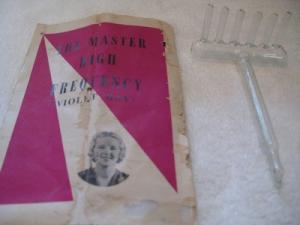 THE MASTER
HIGH
FREQUENCY
(VIOLET RAY)